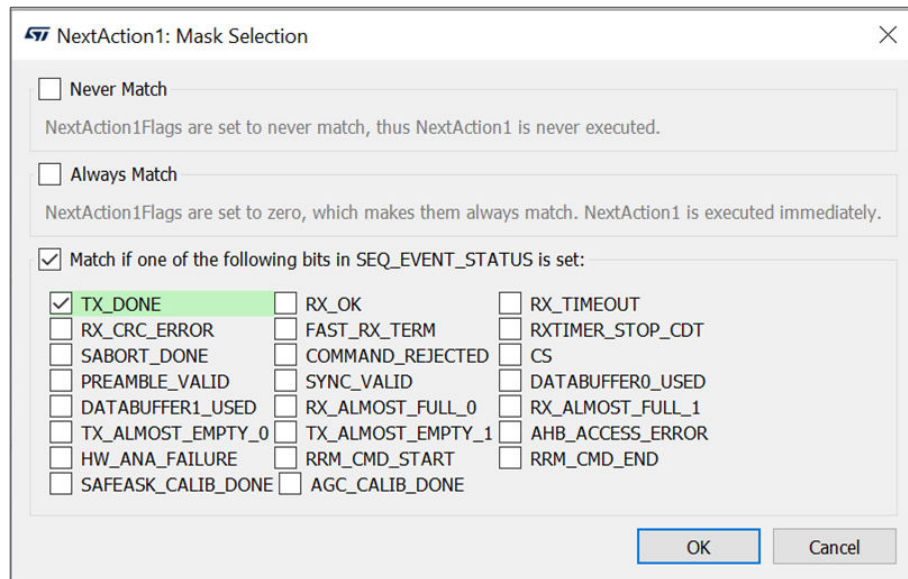 ST NextAction1: Mask Selection
Never Match
NextAction1Flags are set to never match, thus NextAction1 is never executed.
Always Match
NextAction1Flags are set to zero, which makes them always match. NextAction1 is executed immediately.
Match if one of the following bits in SEQ_EVENT_STATUS is set:
TX_DONE RX_OK RX_TIMEOUT
RX_CRC_ERROR FAST_RX_TERM RXTIMER_STOP_CDT
SABORT_DONE COMMAND_REJECTED CS
PREAMBLE_VALID SYNC_VALID DATABUFFER0_USED
DATABUFFER1_USED RX_ALMOST_FULL_0 RX_ALMOST_FULL_1
TX_ALMOST_EMPTY_0 TX_ALMOST_EMPTY_1 AHB_ACCESS_ERROR
HW_ANA_FAILURE RRM_CMD_START RRM_CMD_END
SAFEASK_CALIB_DONE AGC_CALIB_DONE
OK Cancel